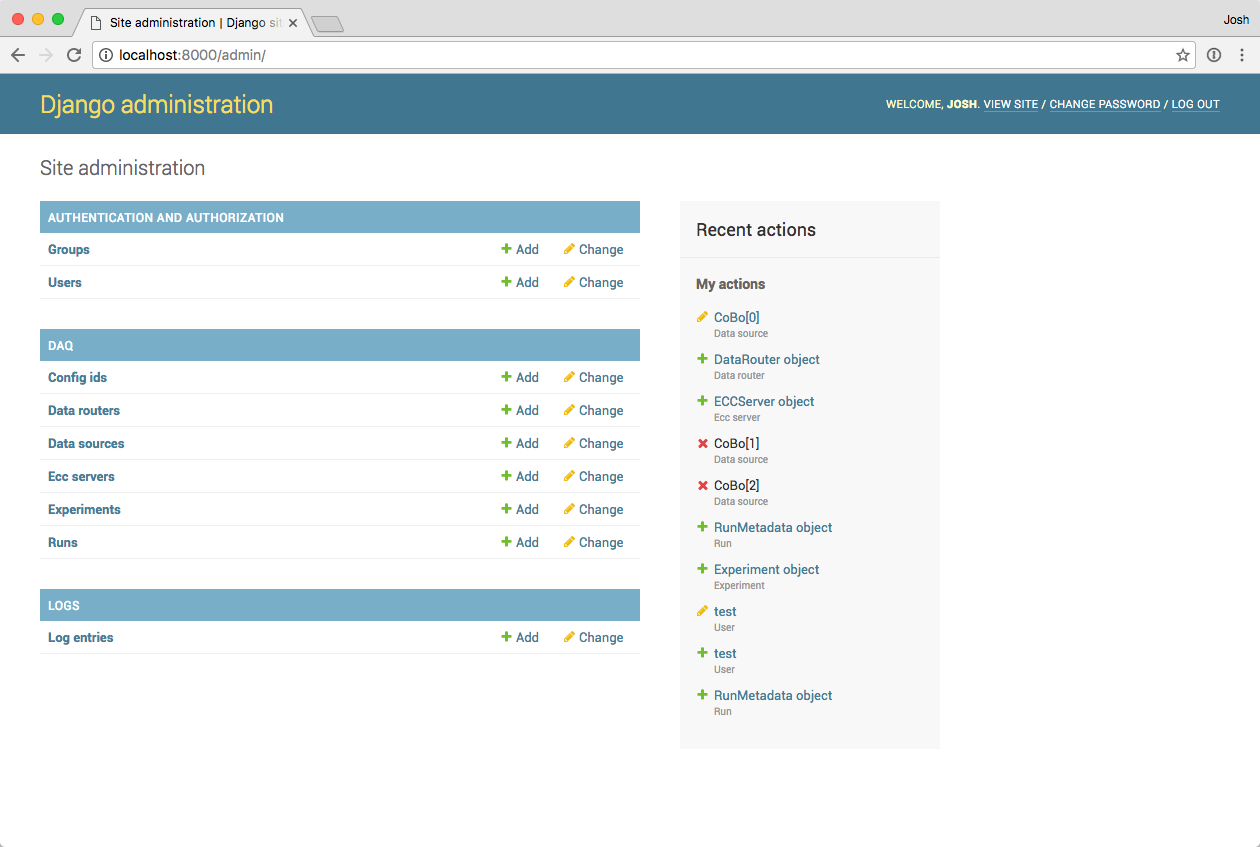 Site administration | Django sit
Josh
localhost:8000/admin/
Django administration
WELCOME, JOSH. VIEW SITE / CHANGE PASSWORD / LOG OUT
Site administration
AUTHENTICATION AND AUTHORIZATION
Groups Add Change
Users Add Change
DAQ
Config ids Add Change
Data routers Add Change
Data sources Add Change
Ecc servers Add Change
Experiments Add Change
Runs Add Change
LOGS
Log entries Add Change
Recent actions
My actions
CoBo[0]
Data source
DataRouter object
Data router
ECCServer object
Ecc server
CoBo[1]
Data source
CoBo[2]
Data source
RunMetadata object
Run
Experiment object
Experiment
test
User
test
User
RunMetadata object
Run